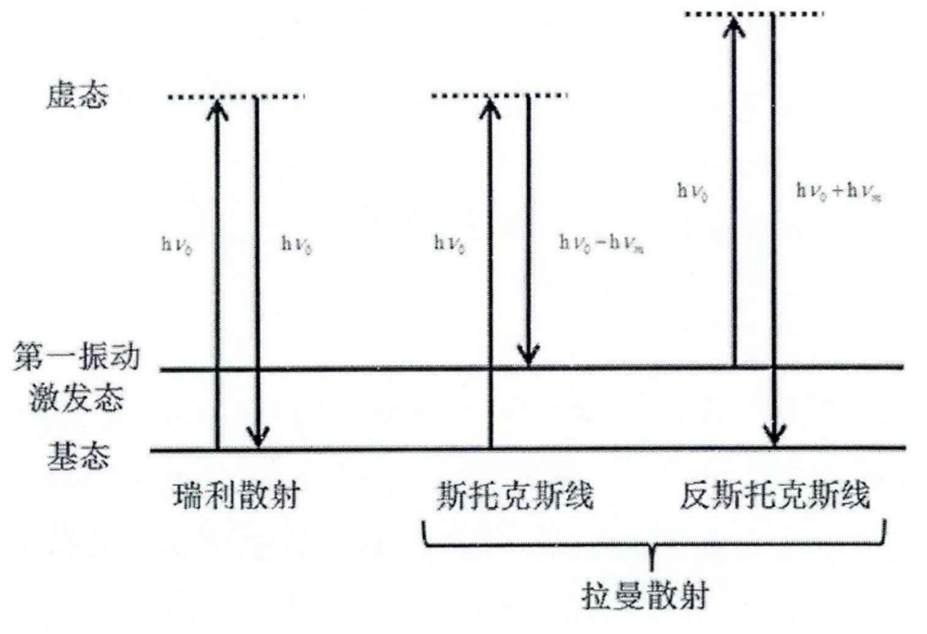 虚态
hν₀
hν₀
hν₀
hν₀-hνₘ
hν₀
hν₀+hνₘ
第一振动
激发态
基态
瑞利散射
斯托克斯线
反斯托克斯线
拉曼散射